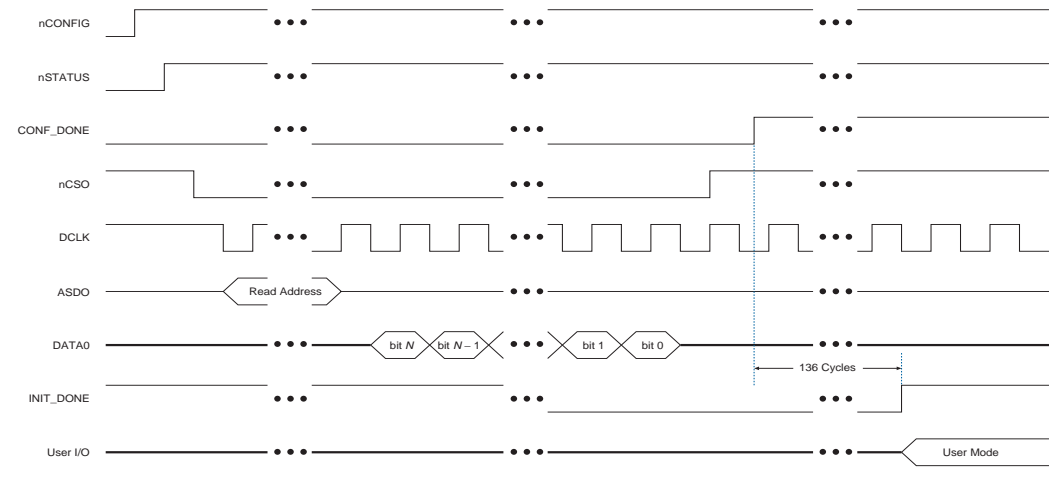 nCONFIG
nSTATUS
CONF_DONE
nCSO
DCLK
ASDO
Read Address
DATA0
bit N
bit N – 1
bit 1
bit 0
136 Cycles
INIT_DONE
User I/O
User Mode